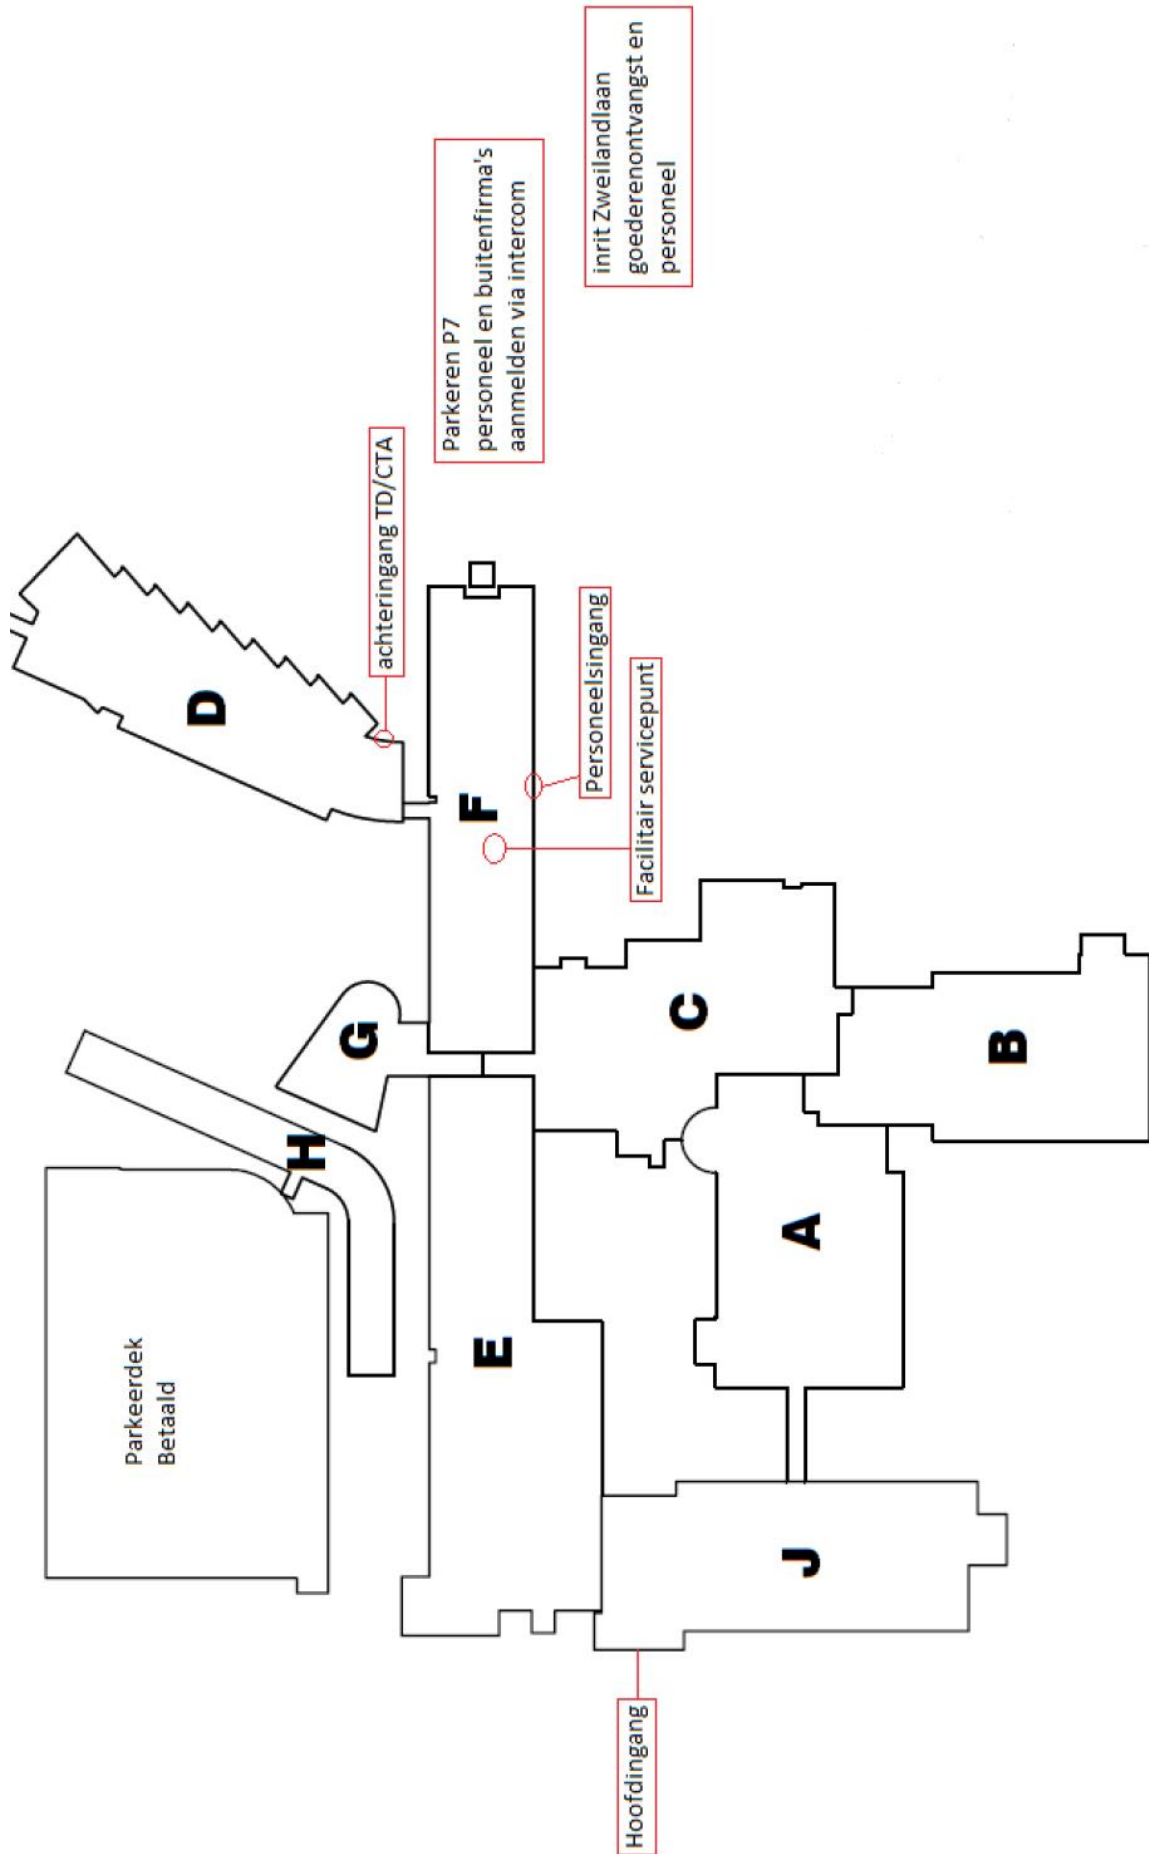 Parkeerdek
Betaald
H
G
D
achteringang TD/CTA
Parkeren P7
personeel en buitenfirma's
aanmelden via intercom
E
F
Personeelsingang
Facilitair servicepunt
inrit Zweilandlaan
goederenontvangst en
personeel
Hoofdingang
J
A
C
B